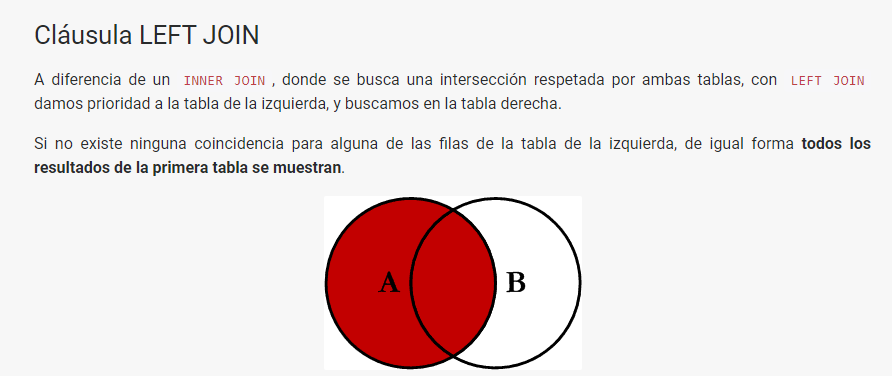 Cláusula LEFT JOIN
A diferencia de un INNER JOIN , donde se busca una intersección respetada por ambas tablas, con LEFT JOIN
damos prioridad a la tabla de la izquierda, y buscamos en la tabla derecha.
Si no existe ninguna coincidencia para alguna de las filas de la tabla de la izquierda, de igual forma todos los
resultados de la primera tabla se muestran.
A B